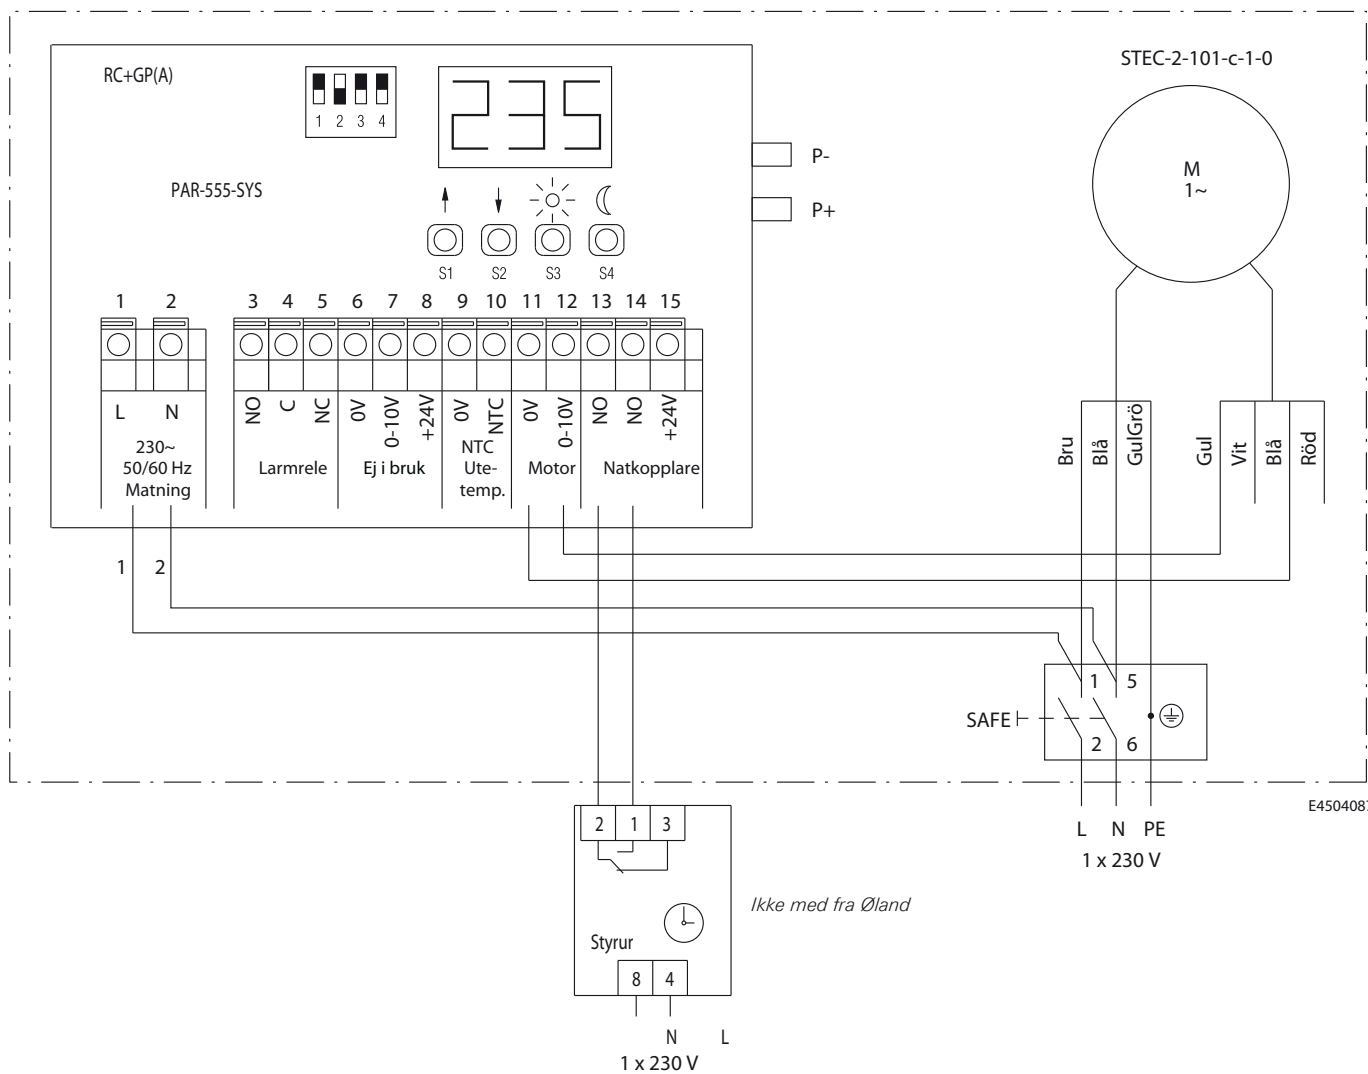 RC+GP(A)
1 2 3 4
235
PAR-555-SYS
S1 S2 S3 S4
P-
P+
STEC-2-101-c-1-0
M
1~
1 2 3 4 5 6 7 8 9 10 11 12 13 14 15
L N NO C NC 0V 0-10V +24V 0V NTC 0V 0-10V NO NO +24V
230~
50/60 Hz
Matning
Larmrele
Ej i bruk
NTC
Ute-
temp.
Motor
Natkopplare
Bru Blå GulGrö Gul Vit Blå Röd
1 2
1 5
SAFE
2 6
L N PE
1 x 230 V
2 1 3
Ikke med fra Øland
Styrur
8 4
N L
1 x 230 V